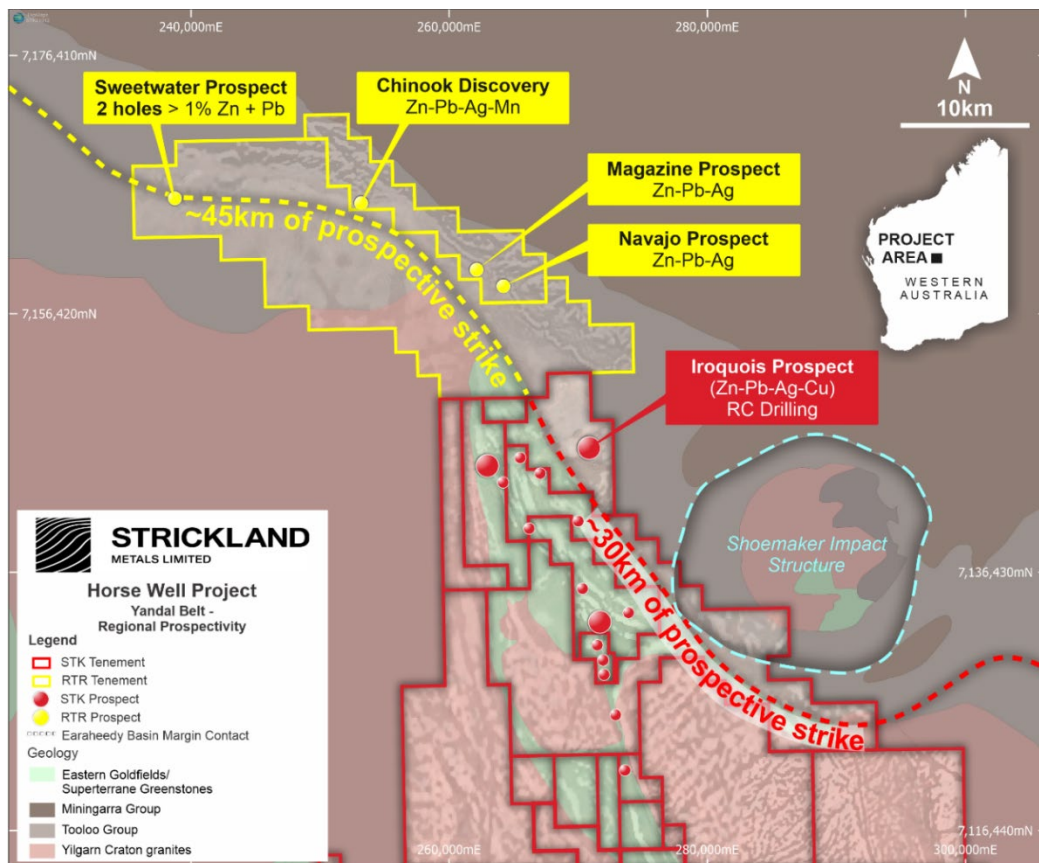 240,000mE
260,000mE
280,000mE
7,176,410mN
Sweetwater Prospect
2 holes > 1% Zn + Pb
Chinook Discovery
Zn-Pb-Ag-Mn
N
10km
Magazine Prospect
Zn-Pb-Ag
Navajo Prospect
Zn-Pb-Ag
PROJECT
AREA
WESTERN
AUSTRALIA
~45km of prospective strike
7,156,420mN
Iroquois Prospect
(Zn-Pb-Ag-Cu)
RC Drilling
~30km of prospective strike
Shoemaker Impact
Structure
7,136,430mN
STRICKLAND
METALS LIMITED
Horse Well Project
Yandal Belt -
Regional Prospectivity
Legend
STK Tenement
RTR Tenement
STK Prospect
RTR Prospect
Earaheedy Basin Margin Contact
Geology
Eastern Goldfields/
Superterrane Greenstones
Miningarra Group
Tooloo Group
Yilgarn Craton granites
7,116,440mN
260,000mE
280,000mE
300,000mE